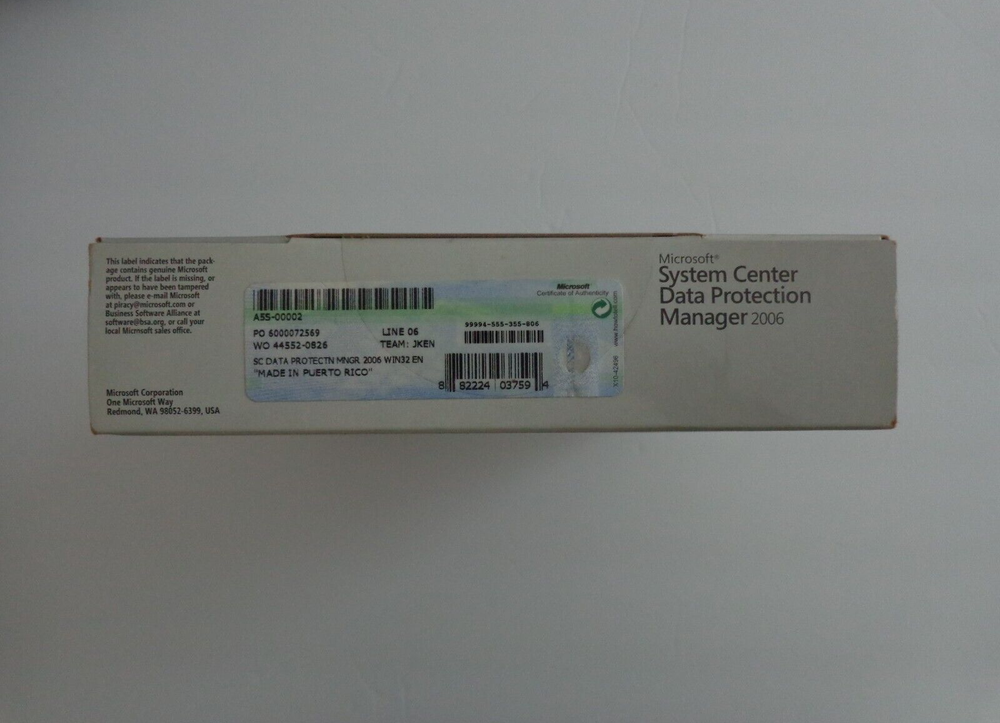 This label indicates that the pack-
age contains genuine Microsoft
product. If the label is missing, or
appears to have been tampered
with, please e-mail Microsoft
at piracy@microsoft.com or
Business Software Alliance at
software@bsa.org, or call your
local Microsoft sales office.
Microsoft Corporation
One Microsoft Way
Redmond, WA 98052-6399, USA
A5S-00002
PO 6000072569 LINE 06
WO 44552-0826 TEAM: JKEN
SC DATA PROTECTN MNGR 2006 WIN32 EN
"MADE IN PUERTO RICO"
Microsoft
Certificate of Authenticity
99994-555-355-806
8 82224 03759 4
Microsoft®
System Center
Data Protection
Manager 2006